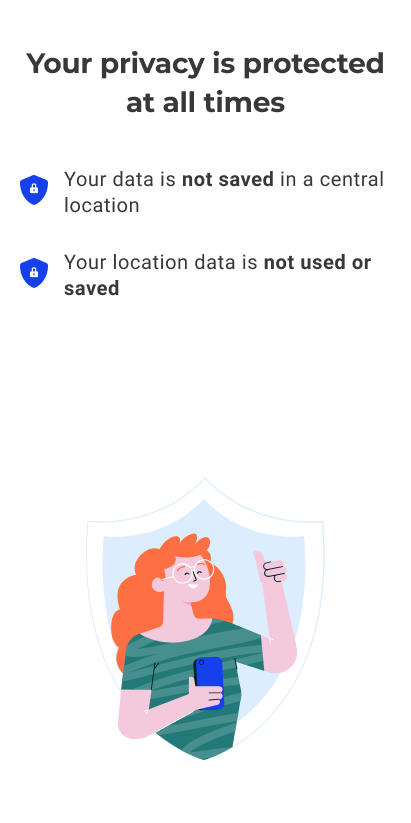 Your privacy is protected
at all times
Your data is not saved in a central
location
Your location data is not used or
saved